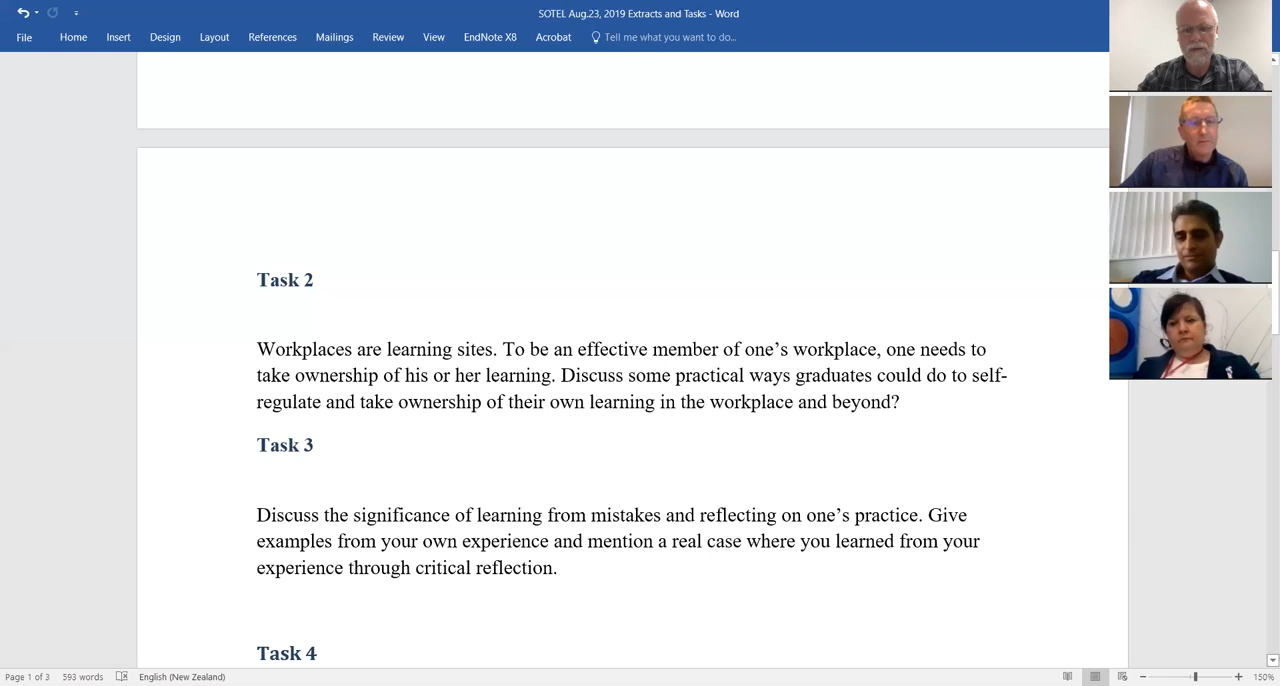 SOTEL Aug.23, 2019 Extracts and Tasks - Word
File Home Insert Design Layout References Mailings Review View EndNote X8 Acrobat Tell me what you want to do...
Task 2
Workplaces are learning sites. To be an effective member of one’s workplace, one needs to
take ownership of his or her learning. Discuss some practical ways graduates could do to self-
regulate and take ownership of their own learning in the workplace and beyond?
Task 3
Discuss the significance of learning from mistakes and reflecting on one’s practice. Give
examples from your own experience and mention a real case where you learned from your
experience through critical reflection.
Task 4
Page 1 of 3 593 words English (New Zealand) 150%